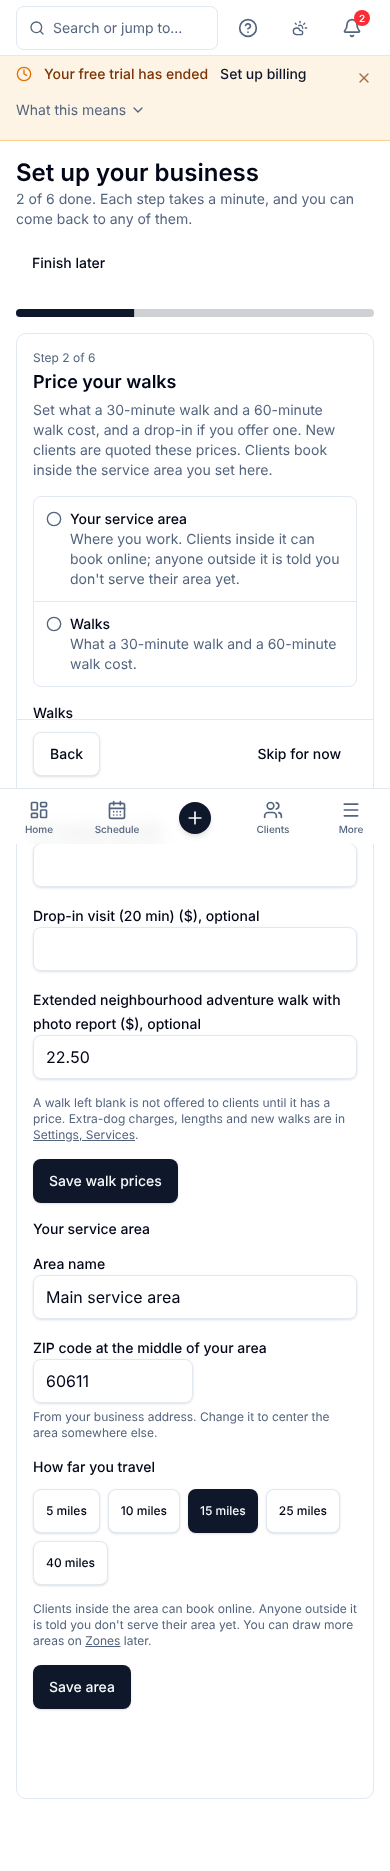 Search or jump to...
2
Your free trial has ended Set up billing
What this means
Set up your business
2 of 6 done. Each step takes a minute, and you can
come back to any of them.
Finish later
Step 2 of 6
Price your walks
Set what a 30-minute walk and a 60-minute
walk cost, and a drop-in if you offer one. New
clients are quoted these prices. Clients book
inside the service area you set here.
Your service area
Where you work. Clients inside it can
book online; anyone outside it is told you
don't serve their area yet.
Walks
What a 30-minute walk and a 60-minute
walk cost.
Walks
Back
Skip for now
Home
Schedule
Clients
More
Drop-in visit (20 min) ($), optional
Extended neighbourhood adventure walk with
photo report ($), optional
22.50
A walk left blank is not offered to clients until it has a
price. Extra-dog charges, lengths and new walks are in
Settings, Services.
Save walk prices
Your service area
Area name
Main service area
ZIP code at the middle of your area
60611
From your business address. Change it to center the
area somewhere else.
How far you travel
5 miles
10 miles
15 miles
25 miles
40 miles
Clients inside the area can book online. Anyone outside it
is told you don't serve their area yet. You can draw more
areas on Zones later.
Save area